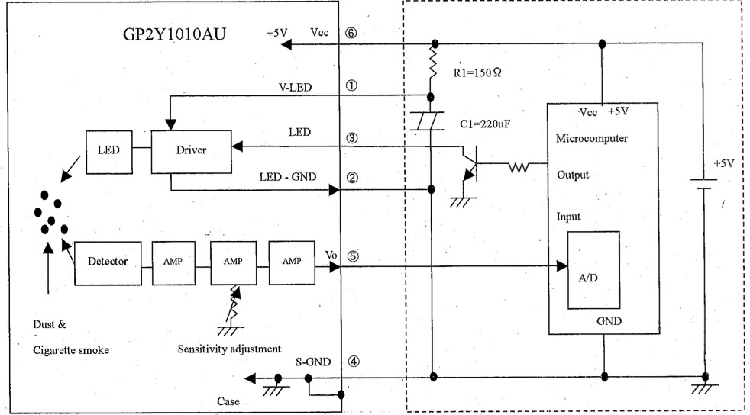 GP2Y1010AU
+5V Vcc ⑥
R1=150Ω
V-LED ①
C1=220uF
-Vcc +5V
LED ③
Microcomputer
LED
Driver
+5V
LED - GND ②
Output
Input
Vo ⑤
Detector
AMP
AMP
AMP
A/D
GND
Dust &
Cigarette smoke
Sensitivity adjustment
S-GND ④
Case